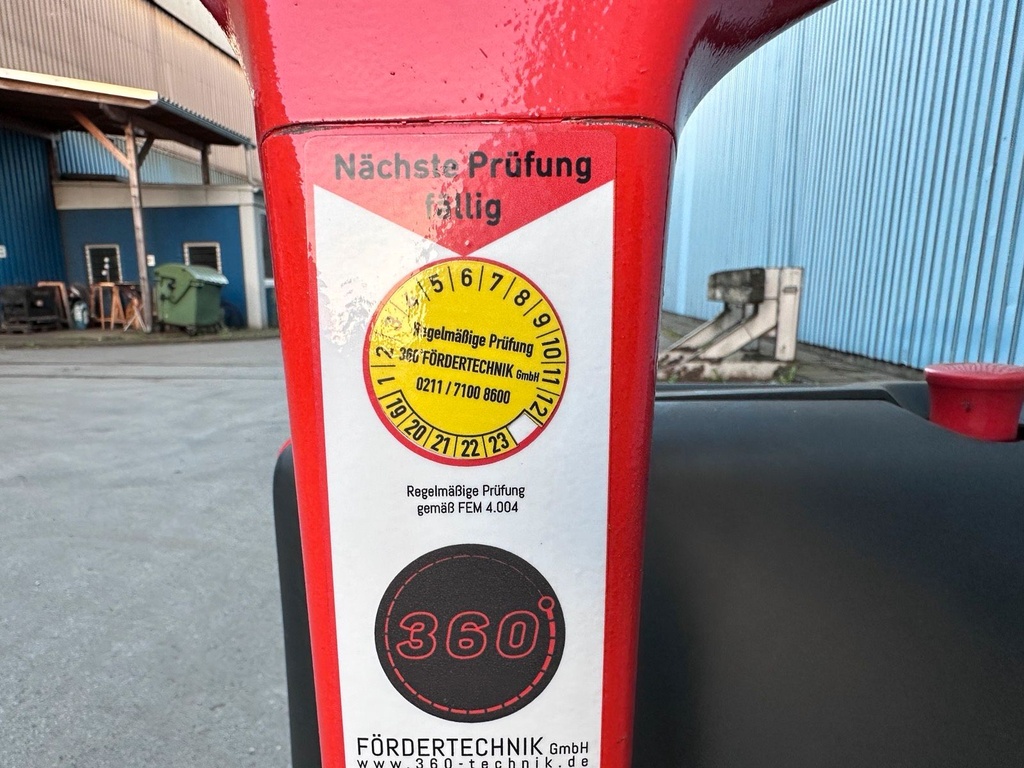 Nächste Prüfung
fällig
1 2 3 4 5 6 7 8 9 10 11 12
Regelmäßige Prüfung
360°FÖRDERTECHNIK GmbH
0211 / 7100 8600
19 20 21 22 23
Regelmäßige Prüfung
gemäß FEM 4.004
360°
FÖRDERTECHNIK GmbH
www.360-technik.de